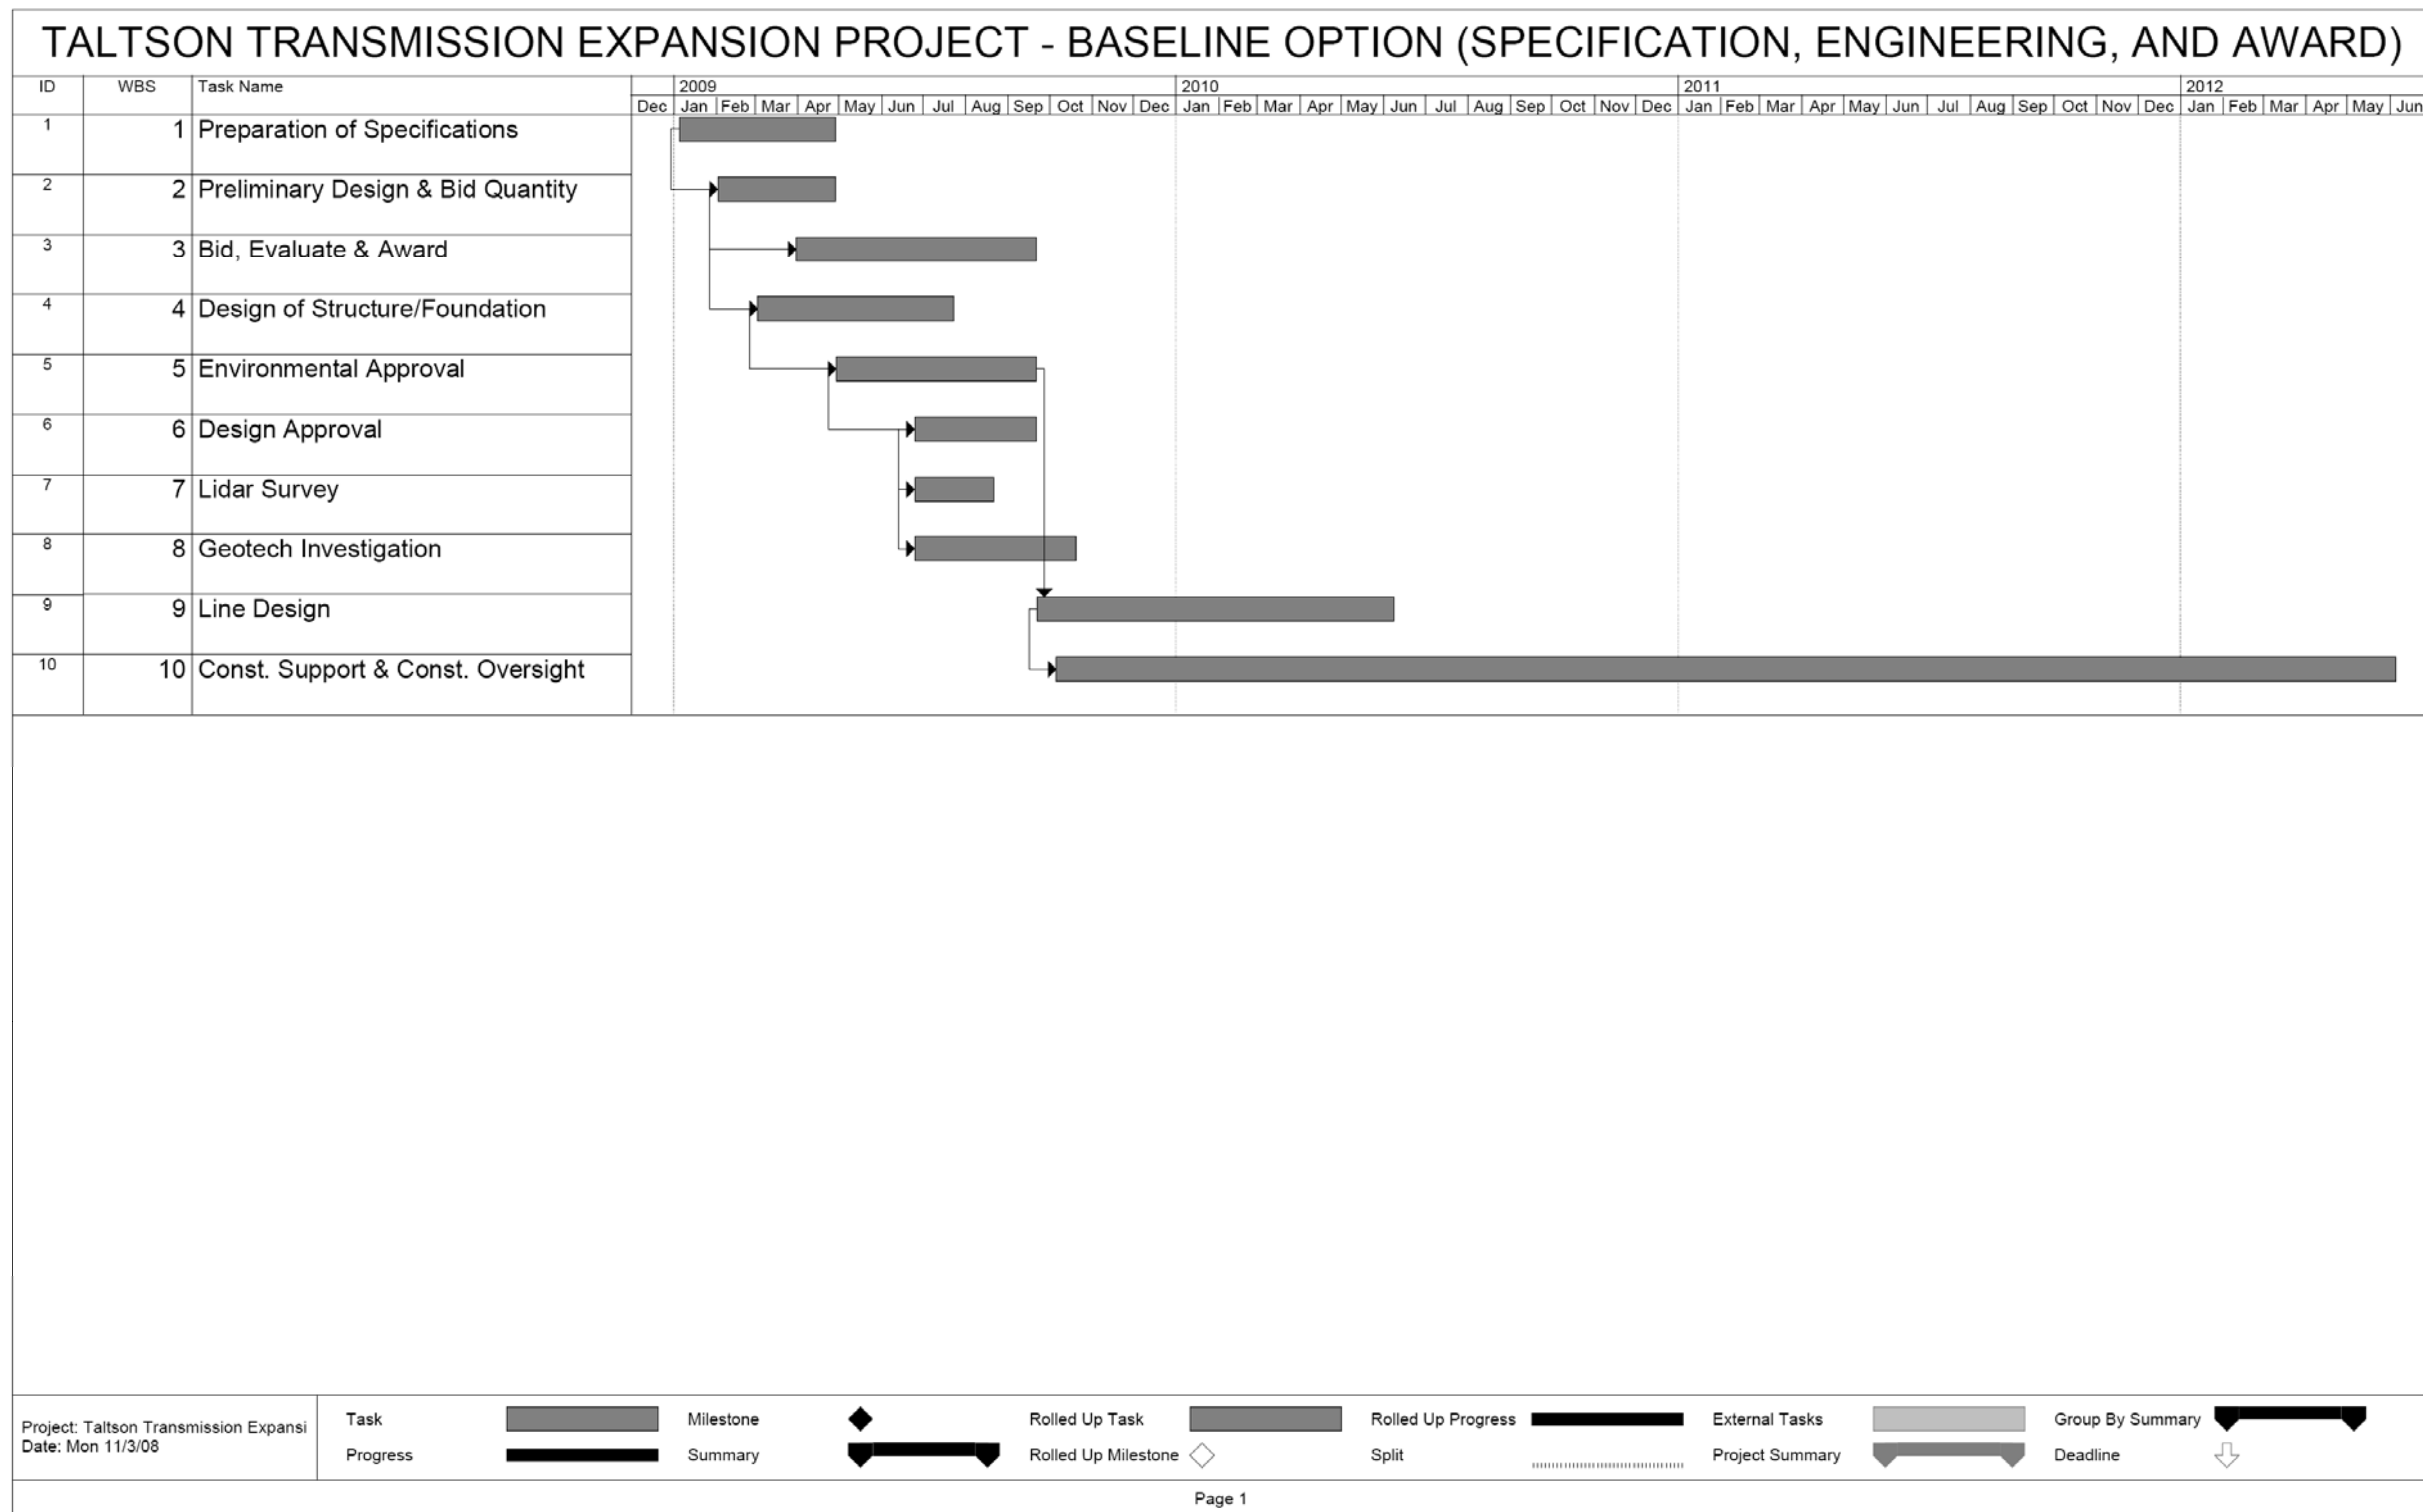 TALTSON TRANSMISSION EXPANSION PROJECT - BASELINE OPTION (SPECIFICATION, ENGINEERING, AND AWARD)
ID WBS Task Name 2009 2010 2011 2012
Dec Jan Feb Mar Apr May Jun Jul Aug Sep Oct Nov Dec Jan Feb Mar Apr May Jun Jul Aug Sep Oct Nov Dec Jan Feb Mar Apr May Jun Jul Aug Sep Oct Nov Dec Jan Feb Mar Apr May Jun
1 1 Preparation of Specifications
2 2 Preliminary Design & Bid Quantity
3 3 Bid, Evaluate & Award
4 4 Design of Structure/Foundation
5 5 Environmental Approval
6 6 Design Approval
7 7 Lidar Survey
8 8 Geotech Investigation
9 9 Line Design
10 10 Const. Support & Const. Oversight
Project: Taltson Transmission Expansi
Date: Mon 11/3/08
Task Milestone Rolled Up Task Rolled Up Progress External Tasks Group By Summary
Progress Summary Rolled Up Milestone Split Project Summary Deadline
Page 1